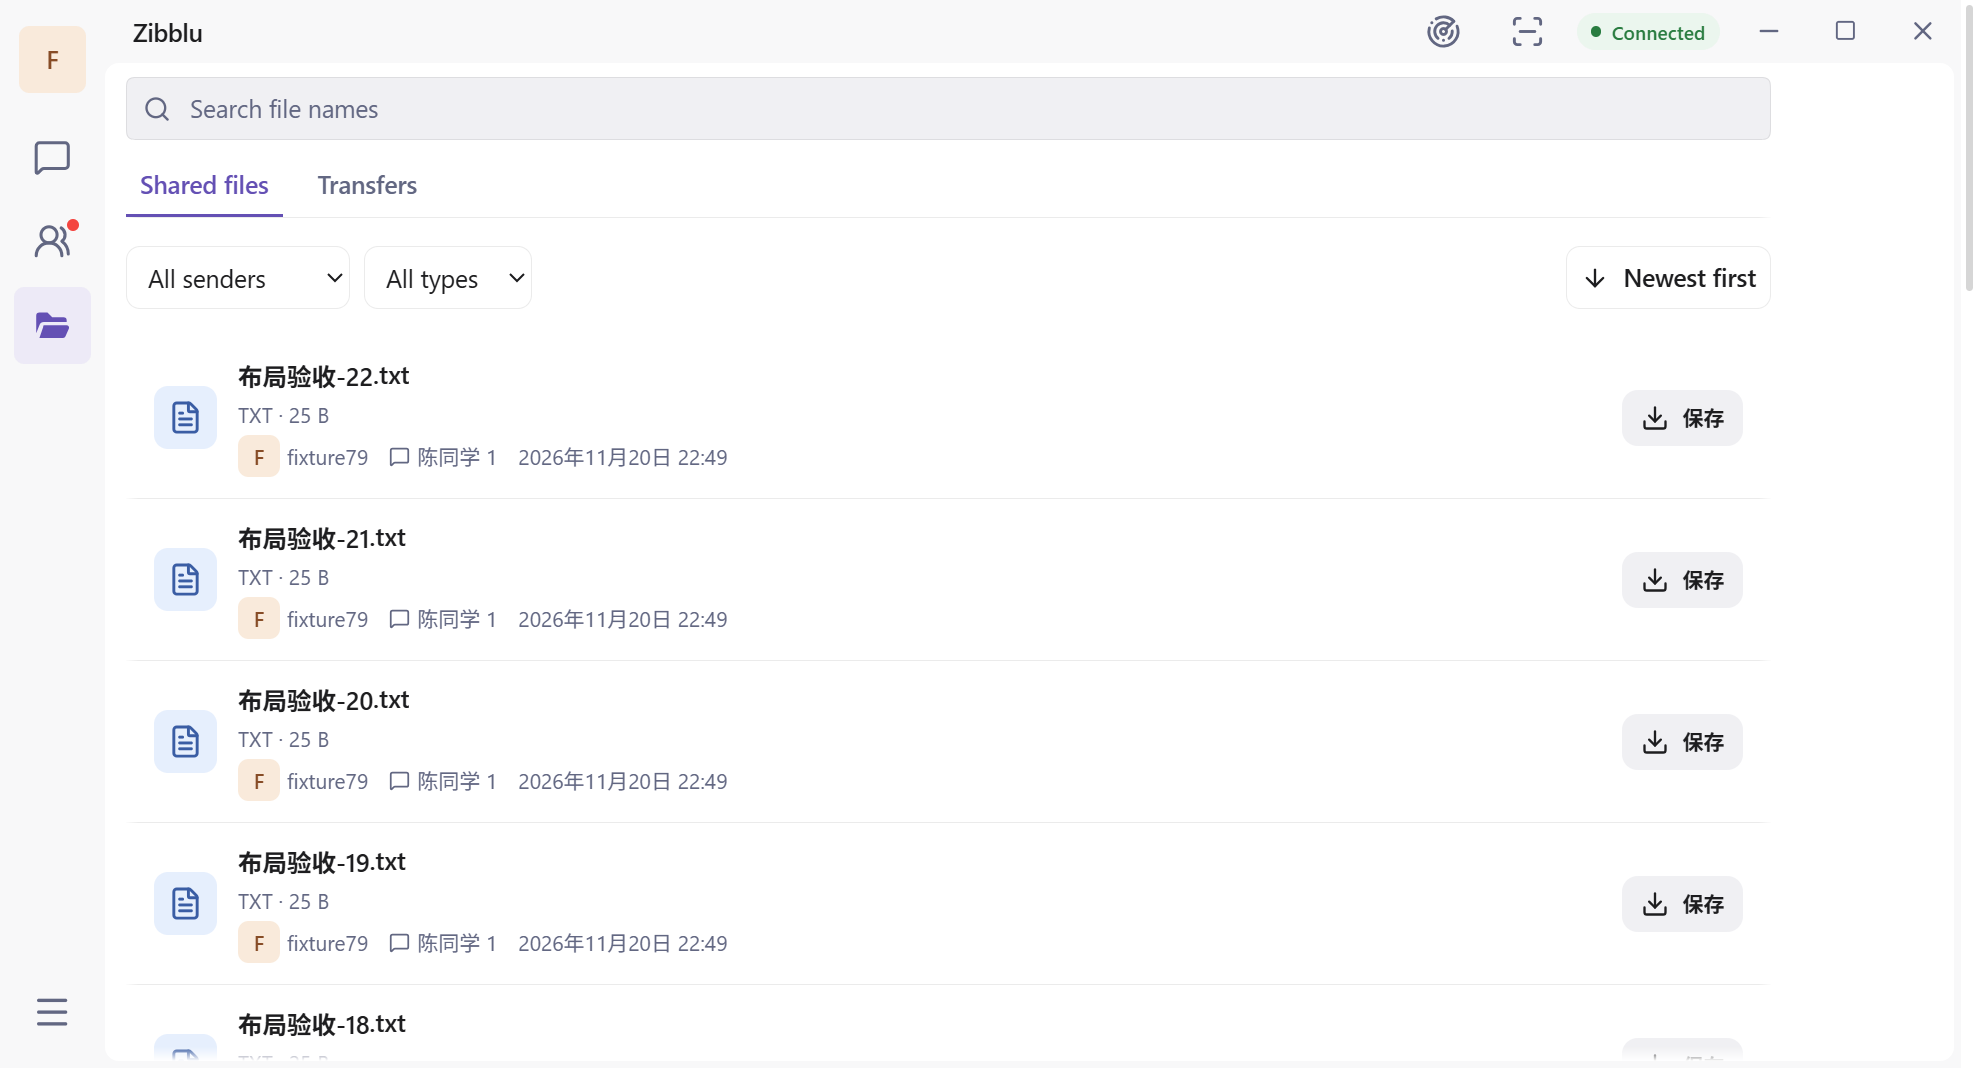 F
Zibblu
Connected
Search file names
Shared files
Transfers
All senders
All types
Newest first
布局验收-22.txt
TXT · 25 B
F fixture79 陈同学 1 2026年11月20日 22:49
保存
布局验收-21.txt
TXT · 25 B
F fixture79 陈同学 1 2026年11月20日 22:49
保存
布局验收-20.txt
TXT · 25 B
F fixture79 陈同学 1 2026年11月20日 22:49
保存
布局验收-19.txt
TXT · 25 B
F fixture79 陈同学 1 2026年11月20日 22:49
保存
布局验收-18.txt